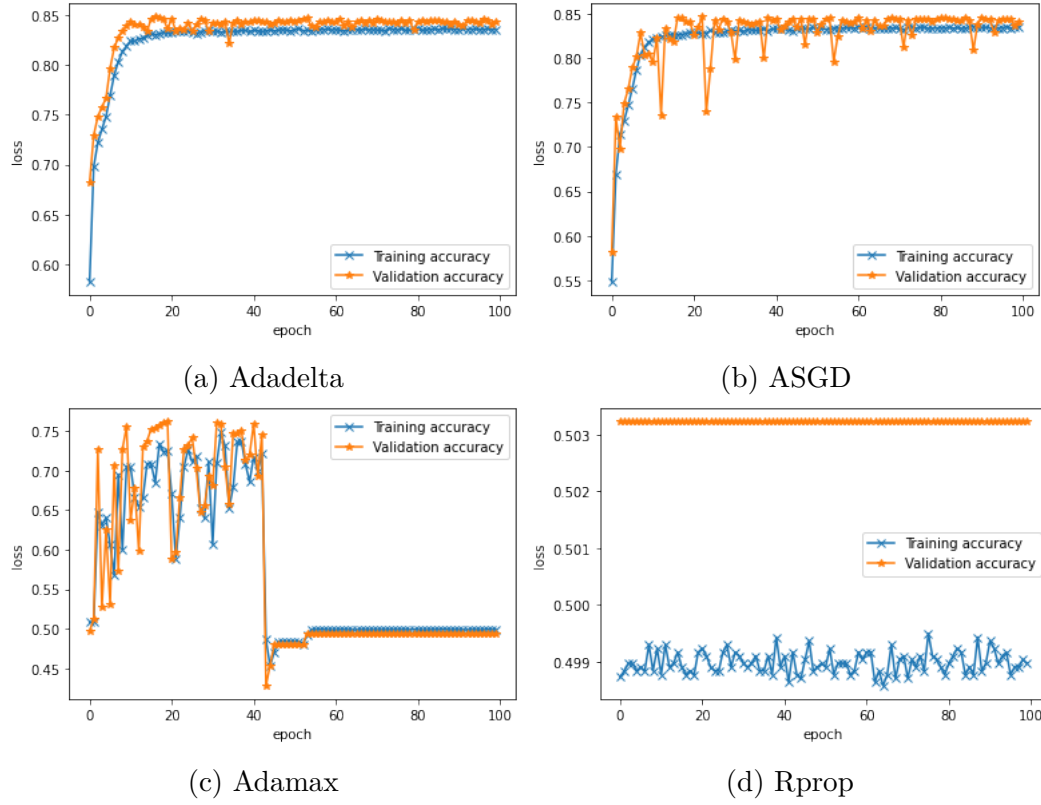 0.85
0.80
0.75
0.70
0.65
0.60
loss
0 20 40 60 80 100
epoch
Training accuracy
Validation accuracy
(a) Adadelta
0.85
0.80
0.75
0.70
0.65
0.60
0.55
loss
0 20 40 60 80 100
epoch
Training accuracy
Validation accuracy
(b) ASGD
0.75
0.70
0.65
0.60
0.55
0.50
0.45
loss
0 20 40 60 80 100
epoch
Training accuracy
Validation accuracy
(c) Adamax
0.503
0.502
0.501
0.500
0.499
loss
0 20 40 60 80 100
epoch
Training accuracy
Validation accuracy
(d) Rprop